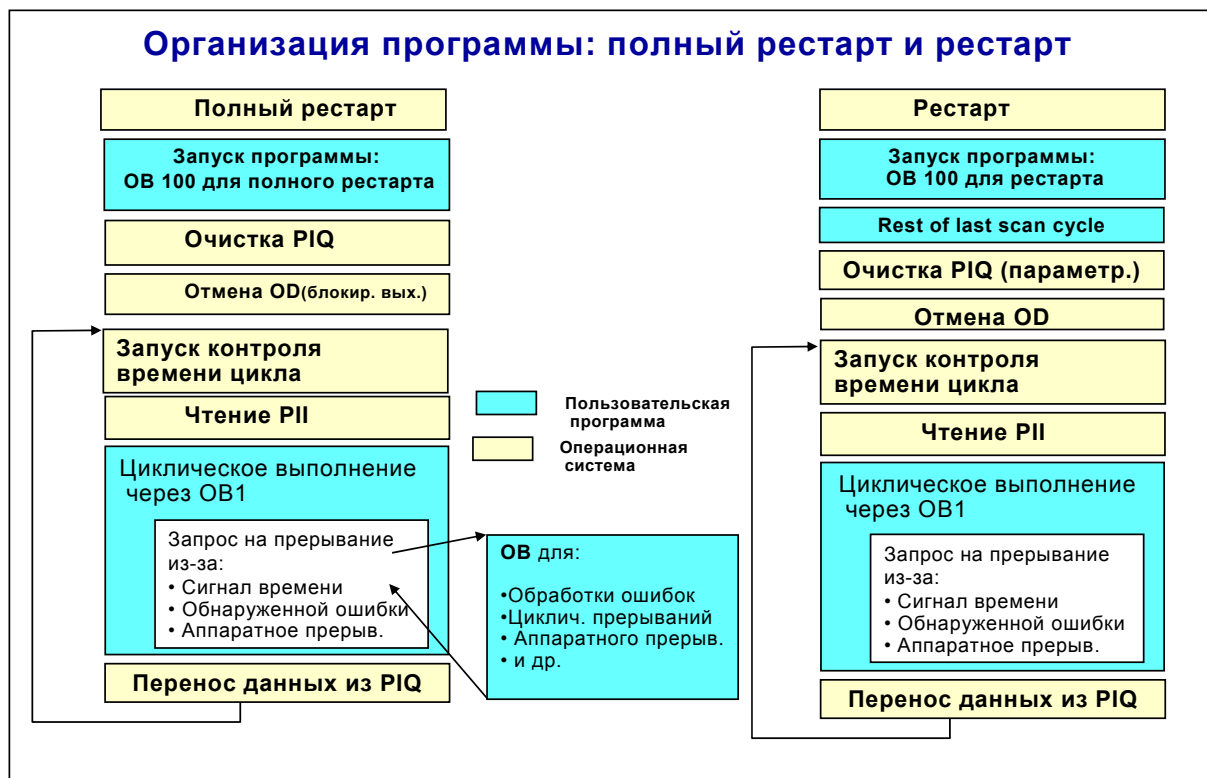 Организация программы: полный рестарт и рестарт
Полный рестарт
Запуск программы:
ОВ 100 для полного рестарта
Очистка PIQ
Отмена OD(блокир. вых.)
Запуск контроля
времени цикла
Чтение PII
Циклическое выполнение
через ОВ1
Запрос на прерывание
из-за:
• Сигнал времени
• Обнаруженной ошибки
• Аппаратное прерыв.
Перенос данных из PIQ
Пользовательская
программа
Операционная
система
ОВ для:
•Обработки ошибок
•Циклич. прерываний
• Аппаратного прерыв.
• и др.
Рестарт
Запуск программы:
ОВ 100 для рестарта
Rest of last scan cycle
Очистка PIQ (параметр.)
Отмена OD
Запуск контроля
времени цикла
Чтение PII
Циклическое выполнение
через ОВ1
Запрос на прерывание
из-за:
• Сигнал времени
• Обнаруженной ошибки
• Аппаратное прерыв.
Перенос данных из PIQ